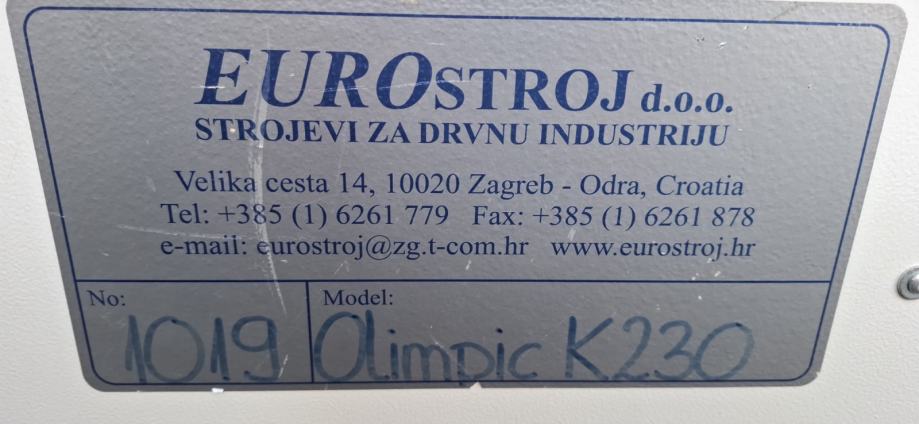 EUROSTROJ d.o.o.
STROJEVI ZA DRVNU INDUSTRIJU
Velika cesta 14, 10020 Zagreb - Odra, Croatia
Tel: +385 (1) 6261 779 Fax: +385 (1) 6261 878
e-mail: eurostroj@zg.t-com.hr www.eurostroj.hr
No: 1019 Model: Olimpic K230